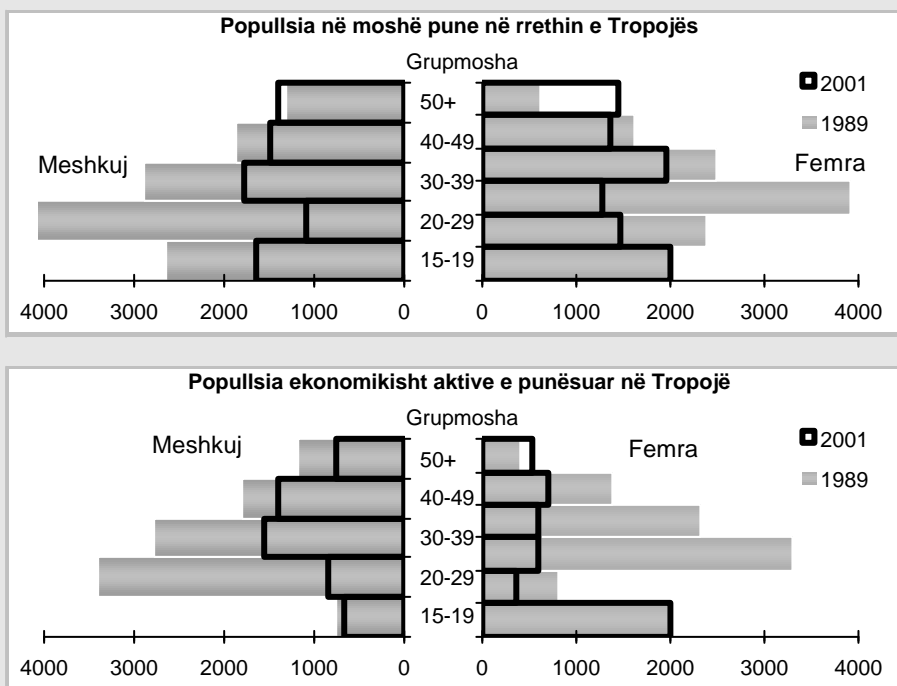 Popullsia në moshë pune në rrethin e Tropojës
Grupmosha
Meshkuj
Femra
2001
1989
50+
40-49
30-39
20-29
15-19
4000 3000 2000 1000 0
0 1000 2000 3000 4000
Popullsia ekonomikisht aktive e punësuar në Tropojë
Grupmosha
Meshkuj
Femra
2001
1989
50+
40-49
30-39
20-29
15-19
4000 3000 2000 1000 0
0 1000 2000 3000 4000